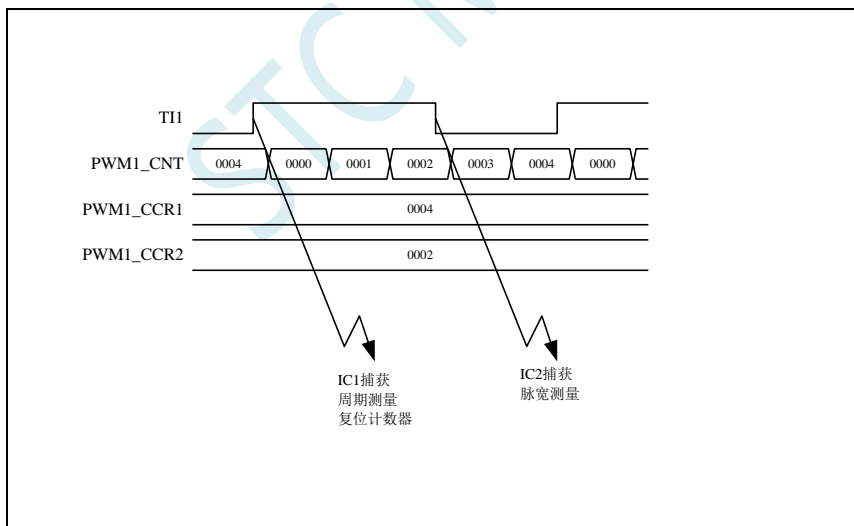 STC M
TI1
PWM1_CNT 0004 0000 0001 0002 0003 0004 0000
PWM1_CCR1 0004
PWM1_CCR2 0002
IC1捕获
周期测量
复位计数器
IC2捕获
脉宽测量